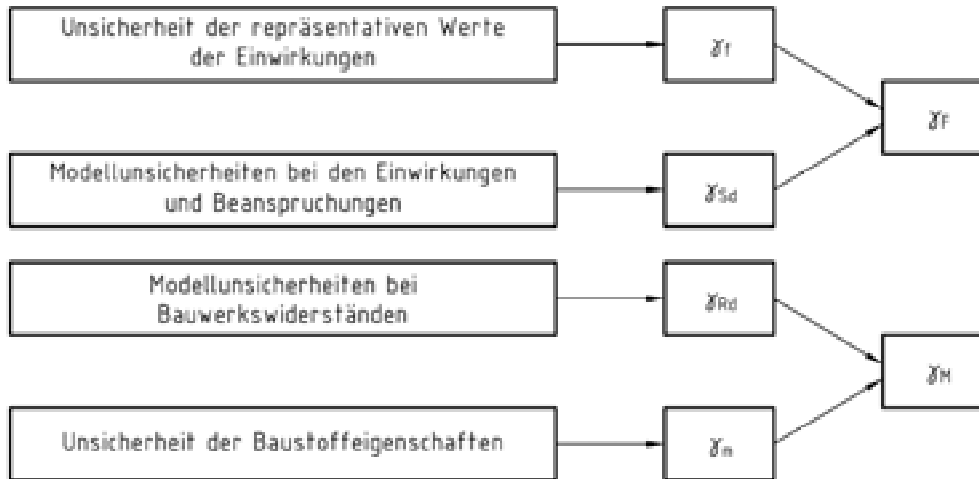 Unsicherheit der repräsentativen Werte
der Einwirkungen
γf
γF
Modellunsicherheiten bei den Einwirkungen
und Beanspruchungen
γSd
Modellunsicherheiten bei
Bauwerkswiderständen
γRd
γM
Unsicherheit der Baustoffeigenschaften
γm